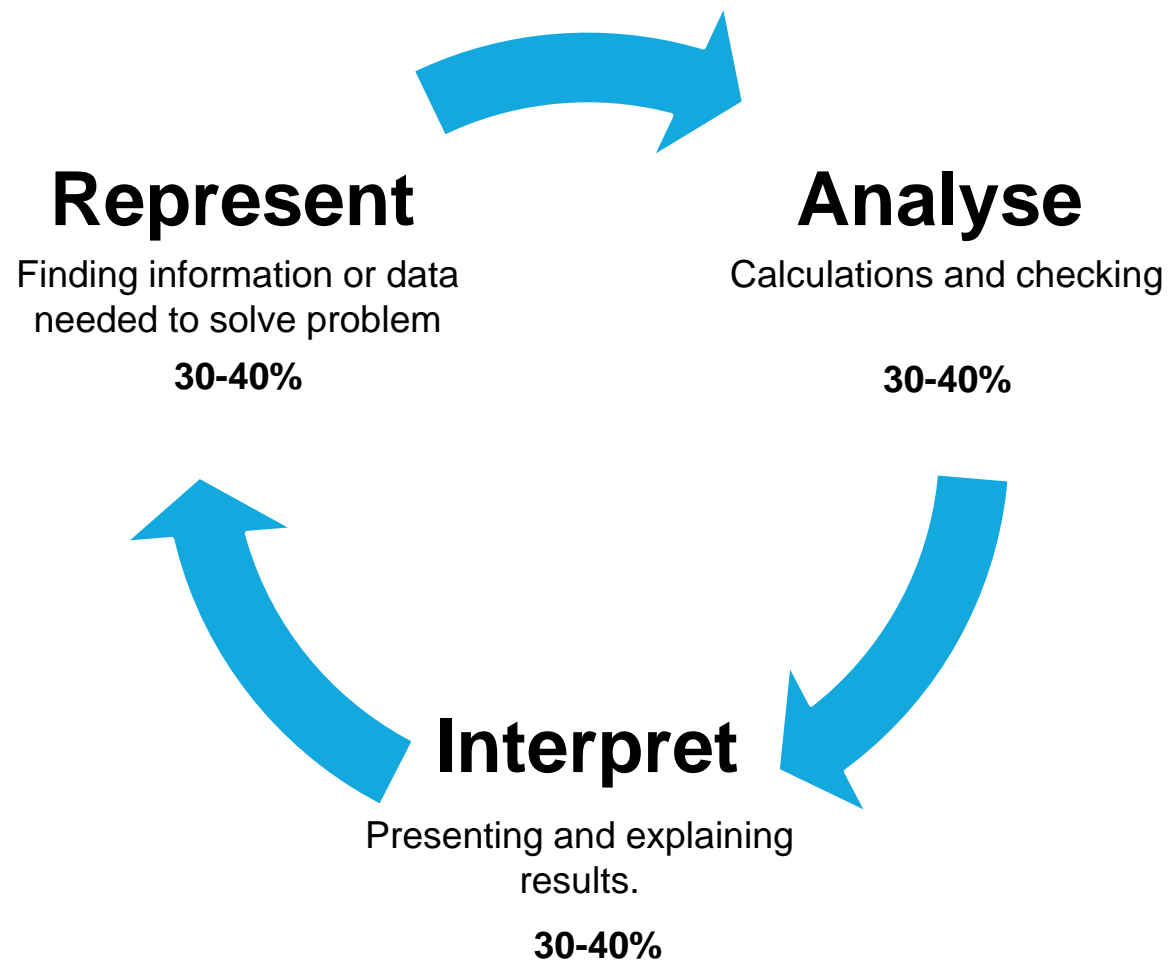 Represent
Finding information or data
needed to solve problem
30-40%
Analyse
Calculations and checking
30-40%
Interpret
Presenting and explaining
results.
30-40%